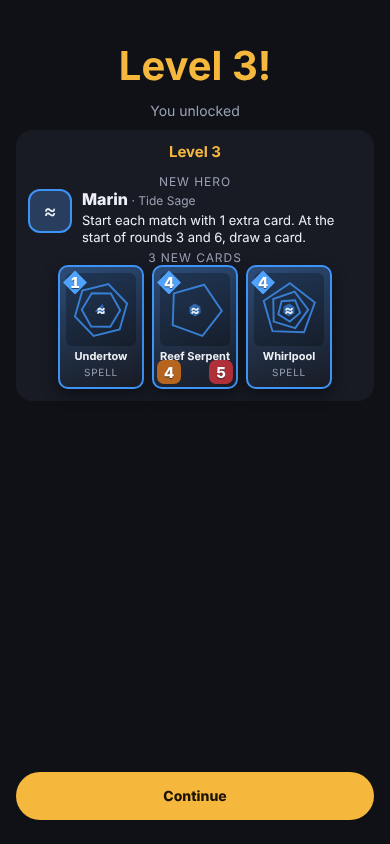 Level 3!
You unlocked
Level 3
NEW HERO
≈
Marin · Tide Sage
Start each match with 1 extra card. At the
start of rounds 3 and 6, draw a card.
3 NEW CARDS
1
≈
Undertow
SPELL
4
≈
Reef Serpent
4 5
4
≈
Whirlpool
SPELL
Continue